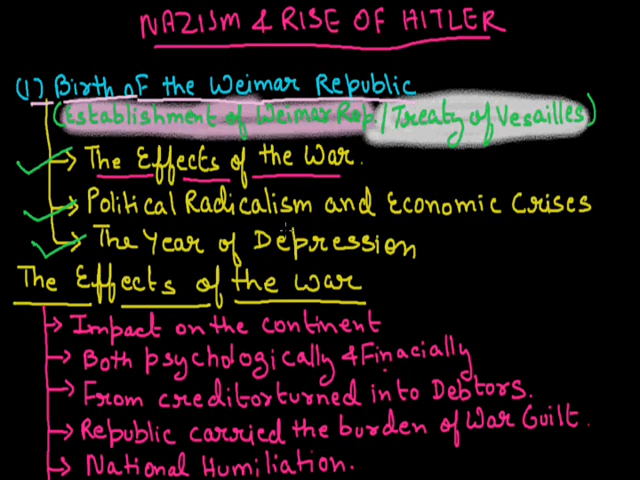 NAZISM & RISE OF HITLER
(1) Birth of the Weimar Republic
(Establishment of Weimar Rep. / Treaty of Vesailles)
→ The Effects of the War.
→ Political Radicalism and Economic Crises
→ The Year of Depression
The Effects of the war
→ Impact on the continent
→ Both psychologically & Finacially
→ From creditor turned in to Debtors.
→ Republic carried the burden of War Guilt.
→ National Humiliation.